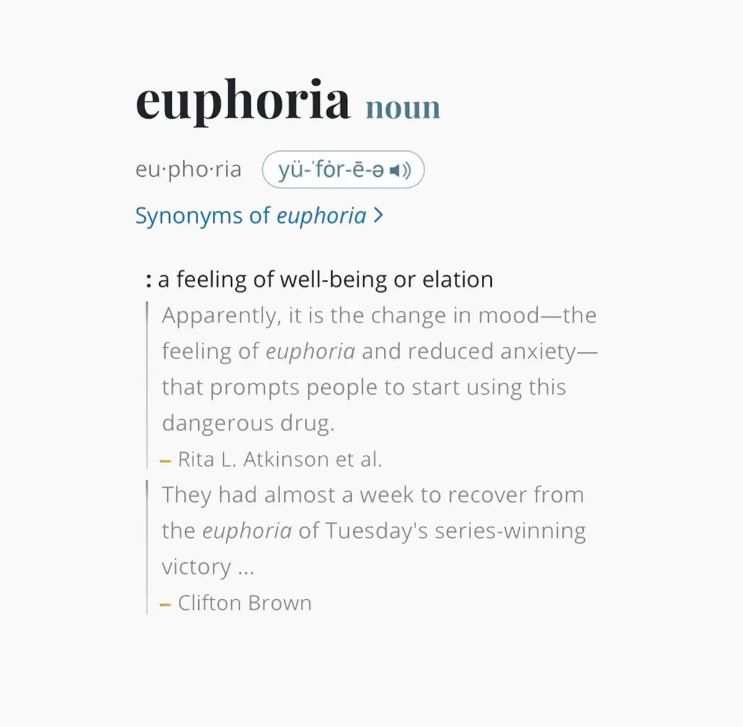 euphoria noun
eu·pho·ria yü-ˈfȯr-ē-ə
Synonyms of euphoria >
: a feeling of well-being or elation
Apparently, it is the change in mood—the
feeling of euphoria and reduced anxiety—
that prompts people to start using this
dangerous drug.
– Rita L. Atkinson et al.
They had almost a week to recover from
the euphoria of Tuesday's series-winning
victory ...
– Clifton Brown